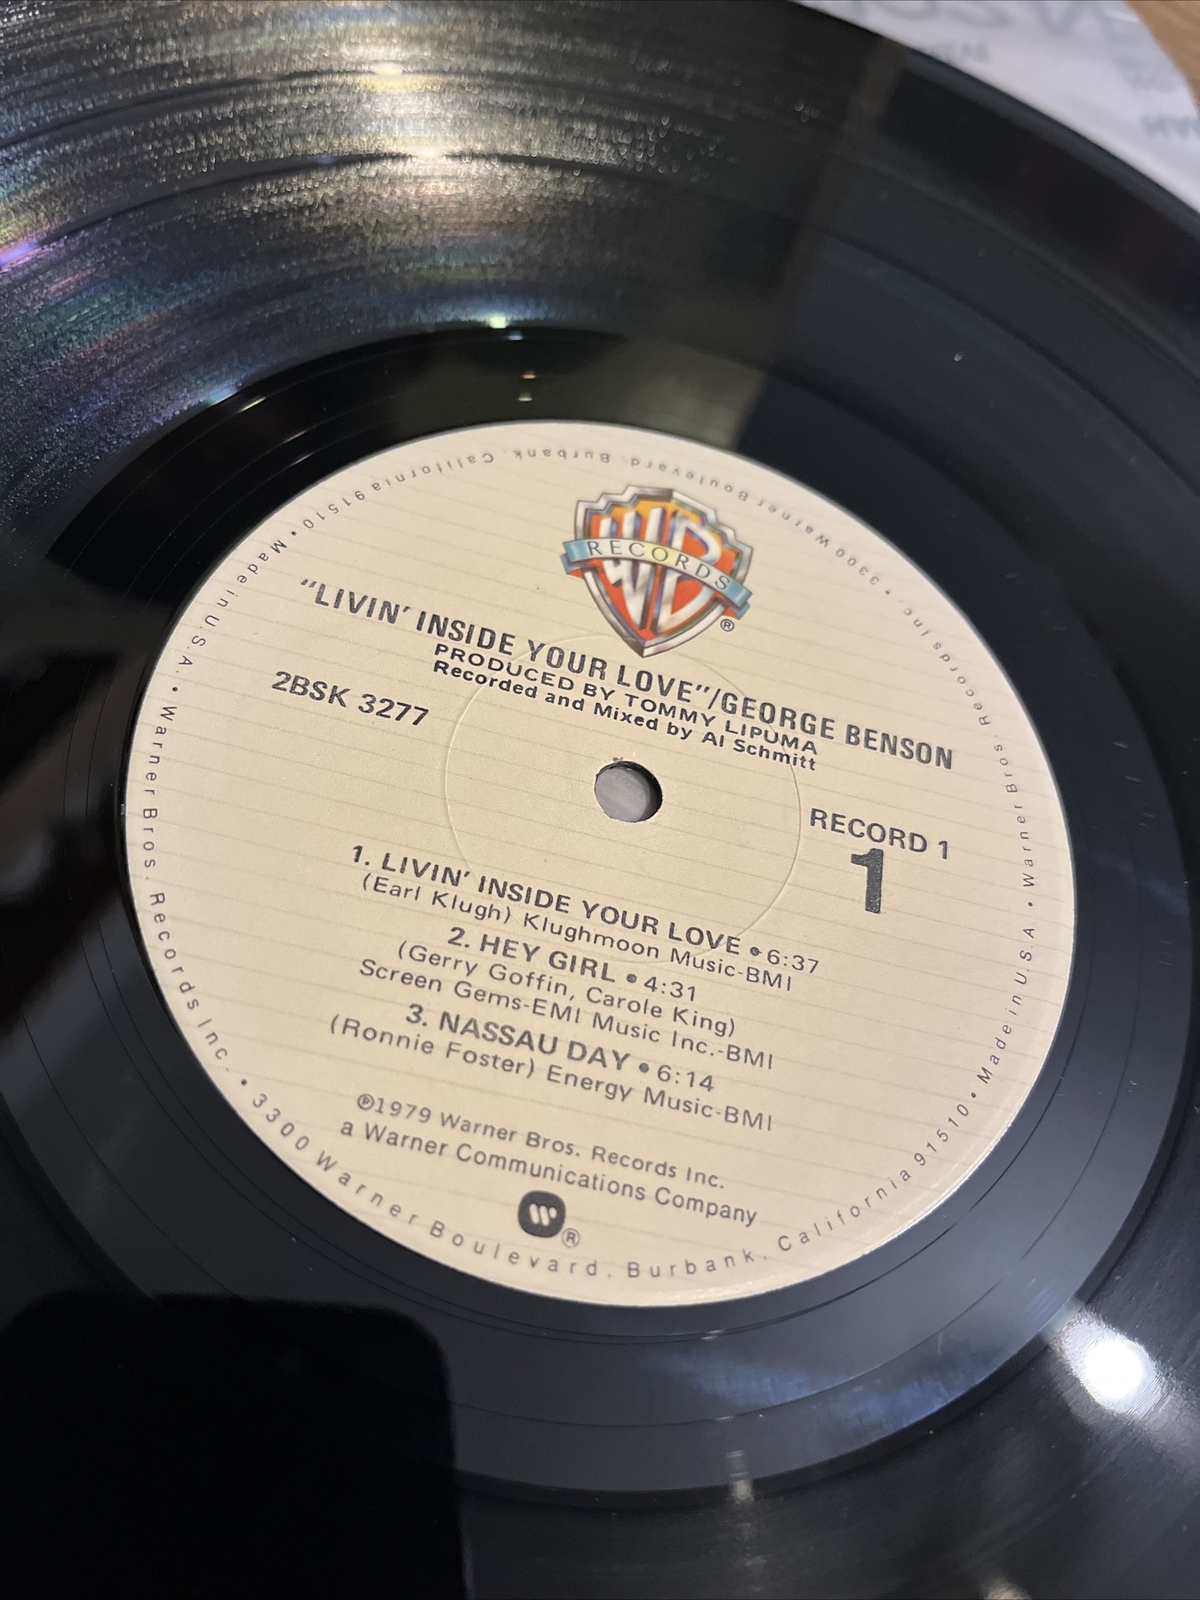 WB
RECORDS
®
"LIVIN' INSIDE YOUR LOVE"/GEORGE BENSON
PRODUCED BY TOMMY LIPUMA
Recorded and Mixed by Al Schmitt
2BSK 3277
RECORD 1
1
1. LIVIN' INSIDE YOUR LOVE • 6:37
(Earl Klugh) Klughmoon Music-BMI
2. HEY GIRL • 4:31
(Gerry Goffin, Carole King)
Screen Gems-EMI Music Inc.-BMI
3. NASSAU DAY • 6:14
(Ronnie Foster) Energy Music-BMI
℗1979 Warner Bros. Records Inc.
a Warner Communications Company
®
Made in U.S.A. • Warner Bros. Records Inc. • 3300 Warner Boulevard. Burbank. California 91510 • Made in U.S.A. • Warner Bros. Records Inc. • 3300 Warner Boulevard. Burbank. California 91510 •